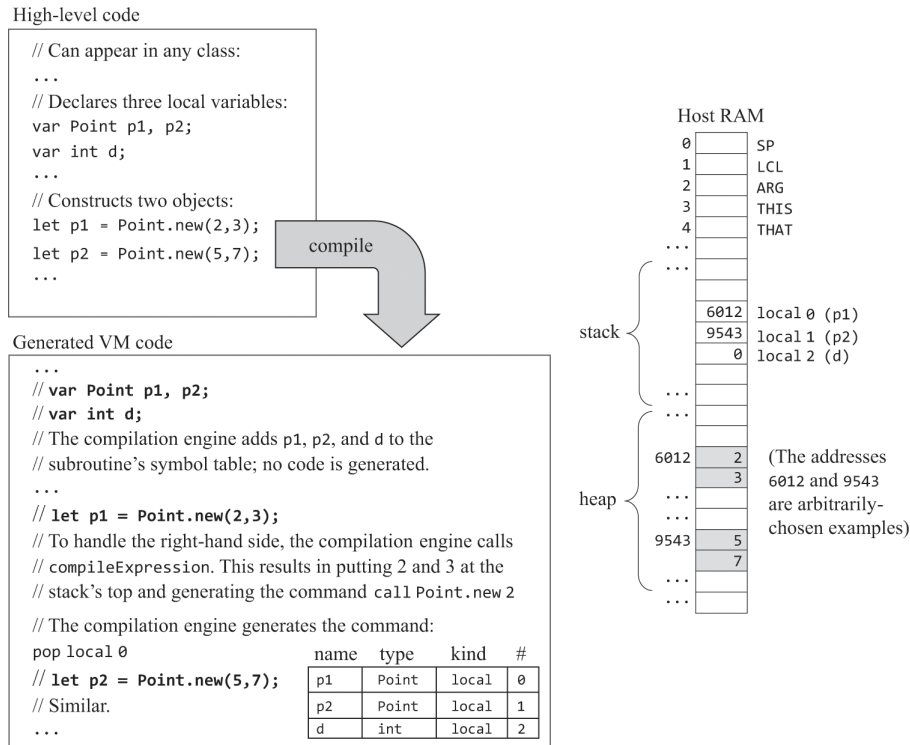 High-level code
// Can appear in any class:
...
// Declares three local variables:
var Point p1, p2;
var int d;
...
// Constructs two objects:
let p1 = Point.new(2,3);
let p2 = Point.new(5,7);
...
compile
Generated VM code
...
// var Point p1, p2;
// var int d;
// The compilation engine adds p1, p2, and d to the
// subroutine’s symbol table; no code is generated.
...
// let p1 = Point.new(2,3);
// To handle the right-hand side, the compilation engine calls
// compileExpression. This results in putting 2 and 3 at the
// stack’s top and generating the command call Point.new 2
// The compilation engine generates the command:
pop local 0
// let p2 = Point.new(5,7);
// Similar.
...
name type kind #
p1 Point local 0
p2 Point local 1
d int local 2
Host RAM
0 SP
1 LCL
2 ARG
3 THIS
4 THAT
...
...
stack
6012 local 0 (p1)
9543 local 1 (p2)
0 local 2 (d)
...
...
heap
6012 2
3
...
...
9543 5
7
...
...
(The addresses
6012 and 9543
are arbitrarily-
chosen examples)